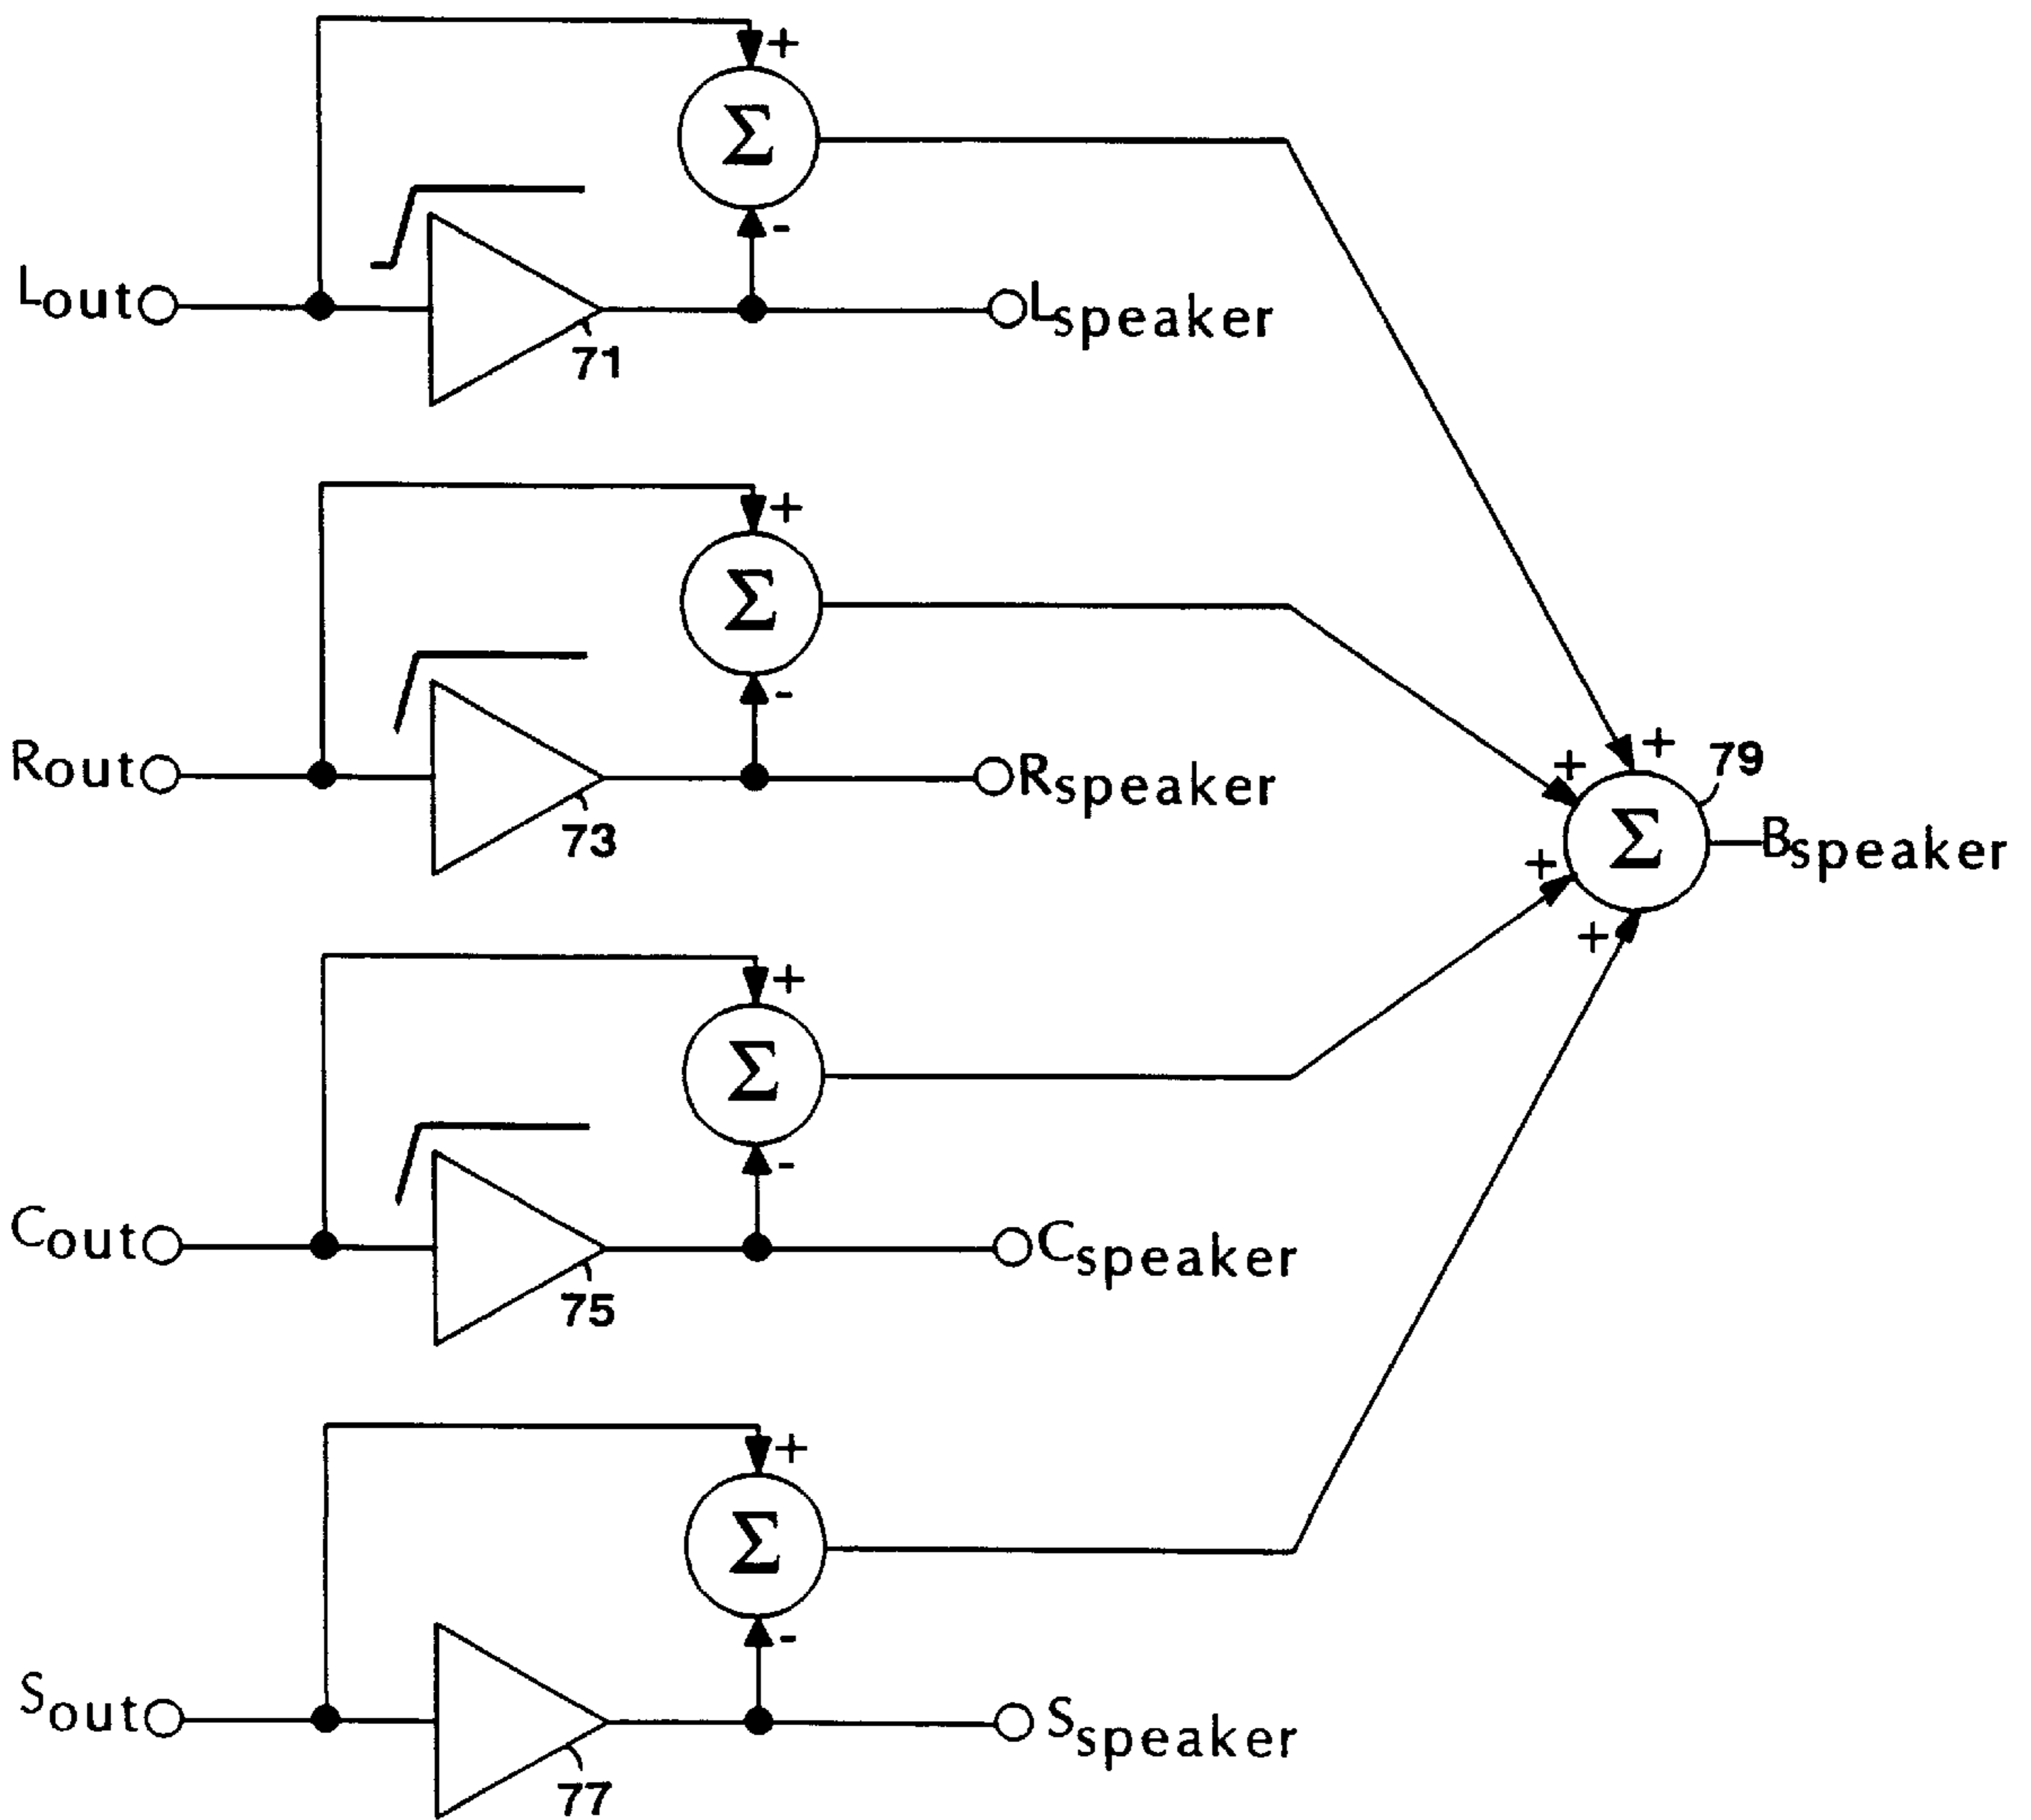 +
Σ
-
Lout
Lspeaker
71
+
Σ
-
Rout
Rspeaker
73
+
+
79
Σ
Bspeaker
+
+
+
Σ
-
Cout
Cspeaker
75
+
Σ
-
Sout
Sspeaker
77